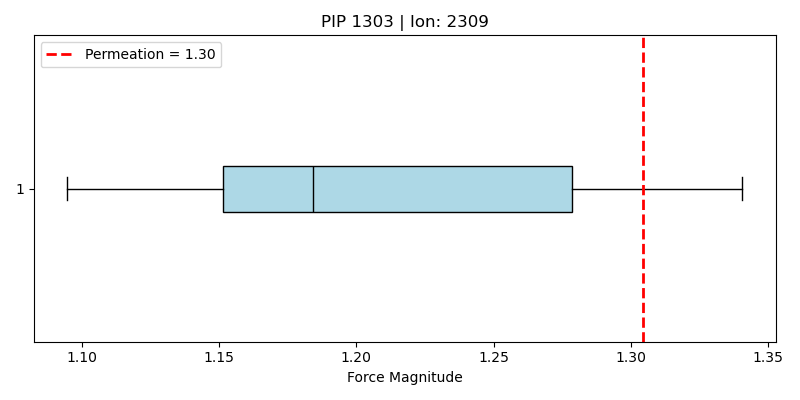 PIP 1303 | Ion: 2309
Permeation = 1.30
1
1.10 1.15 1.20 1.25 1.30 1.35
Force Magnitude